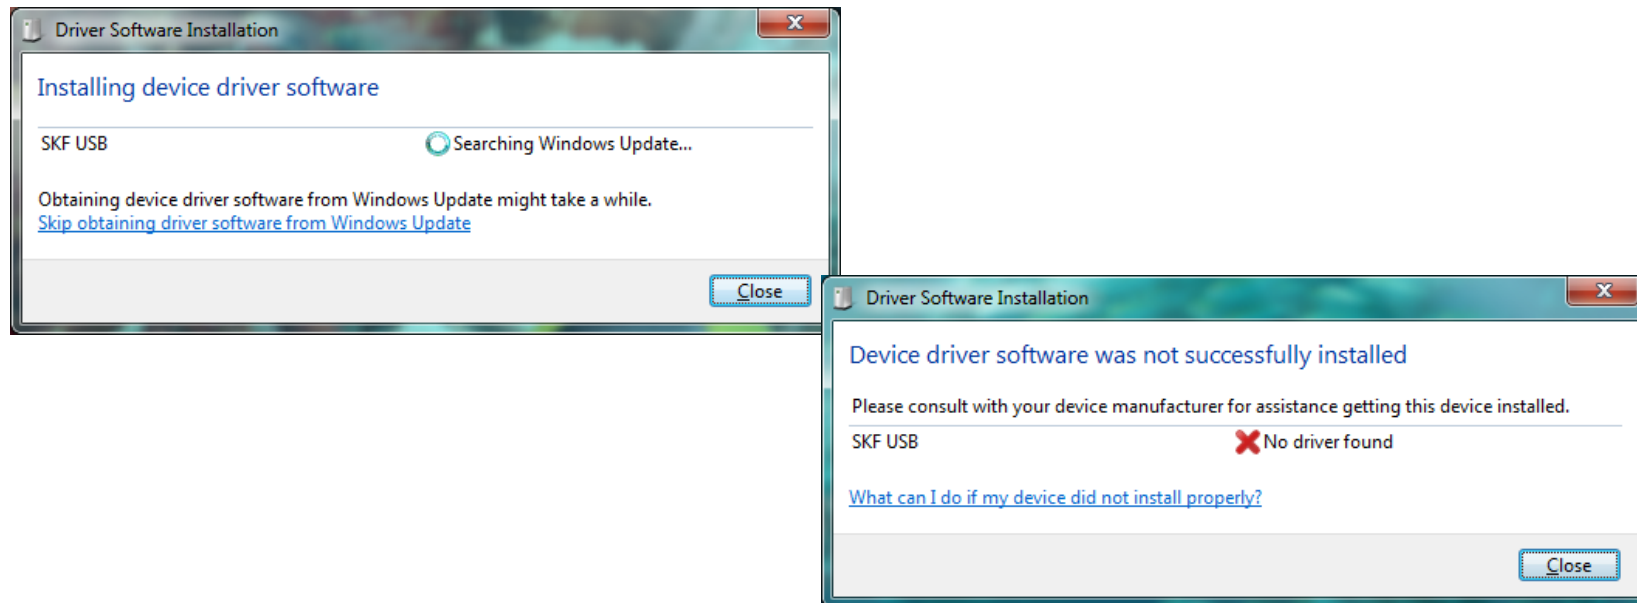 Driver Software Installation
Installing device driver software
SKF USB Searching Windows Update...
Obtaining device driver software from Windows Update might take a while.
Skip obtaining driver software from Windows Update
Close
Driver Software Installation
Device driver software was not successfully installed
Please consult with your device manufacturer for assistance getting this device installed.
SKF USB No driver found
What can I do if my device did not install properly?
Close